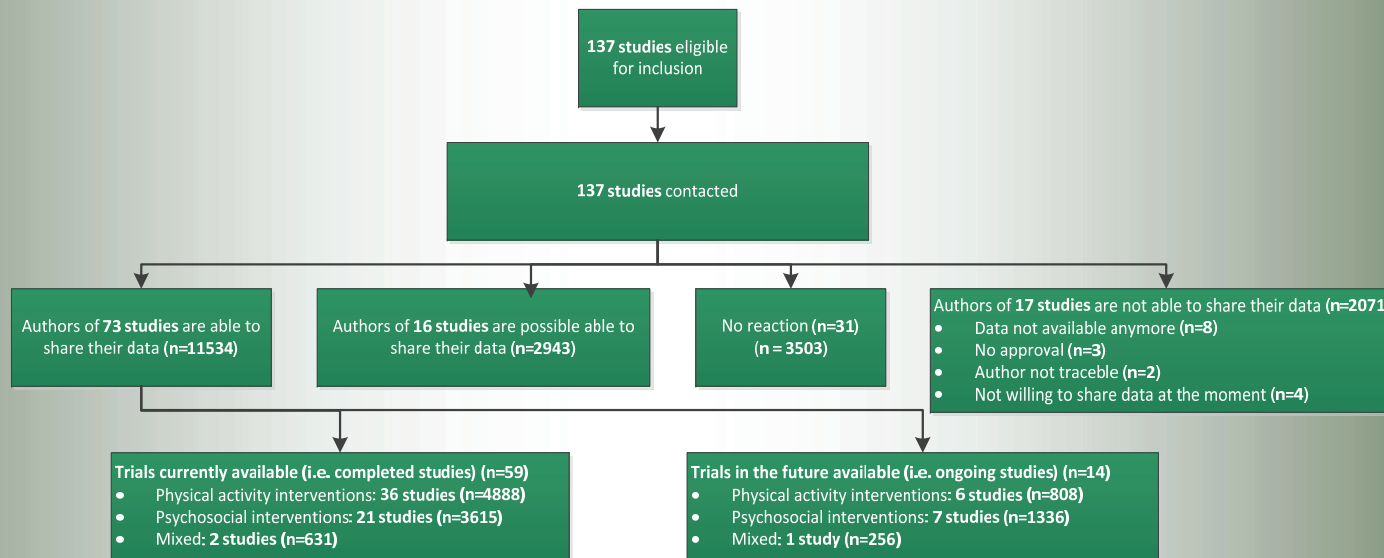 137 studies eligible
for inclusion
137 studies contacted
Authors of 73 studies are able to
share their data (n=11534)
Authors of 16 studies are possible able to
share their data (n=2943)
No reaction (n=31)
(n = 3503)
Authors of 17 studies are not able to share their data (n=2071
• Data not available anymore (n=8)
• No approval (n=3)
• Author not traceble (n=2)
• Not willing to share data at the moment (n=4)
Trials currently available (i.e. completed studies) (n=59)
• Physical activity interventions: 36 studies (n=4888)
• Psychosocial interventions: 21 studies (n=3615)
• Mixed: 2 studies (n=631)
Trials in the future available (i.e. ongoing studies) (n=14)
• Physical activity interventions: 6 studies (n=808)
• Psychosocial interventions: 7 studies (n=1336)
• Mixed: 1 study (n=256)